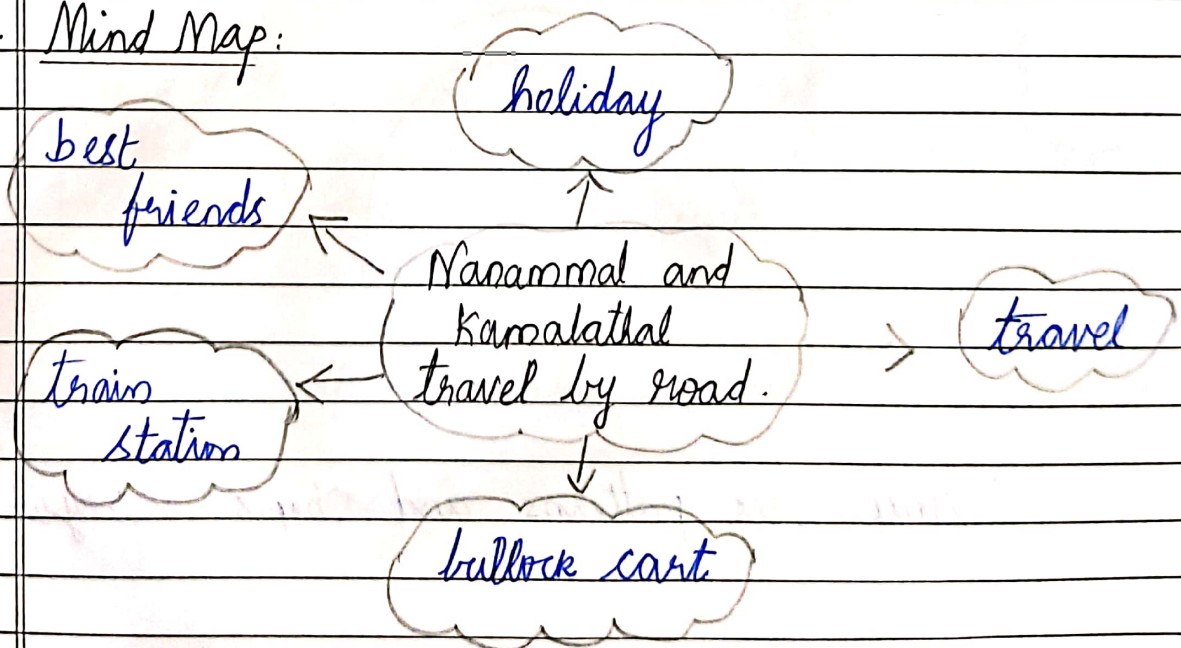 Mind Map:
holiday
best
friends
Nanammal and
Kamalathal
travel by road.
travel
train
station
bullock cart